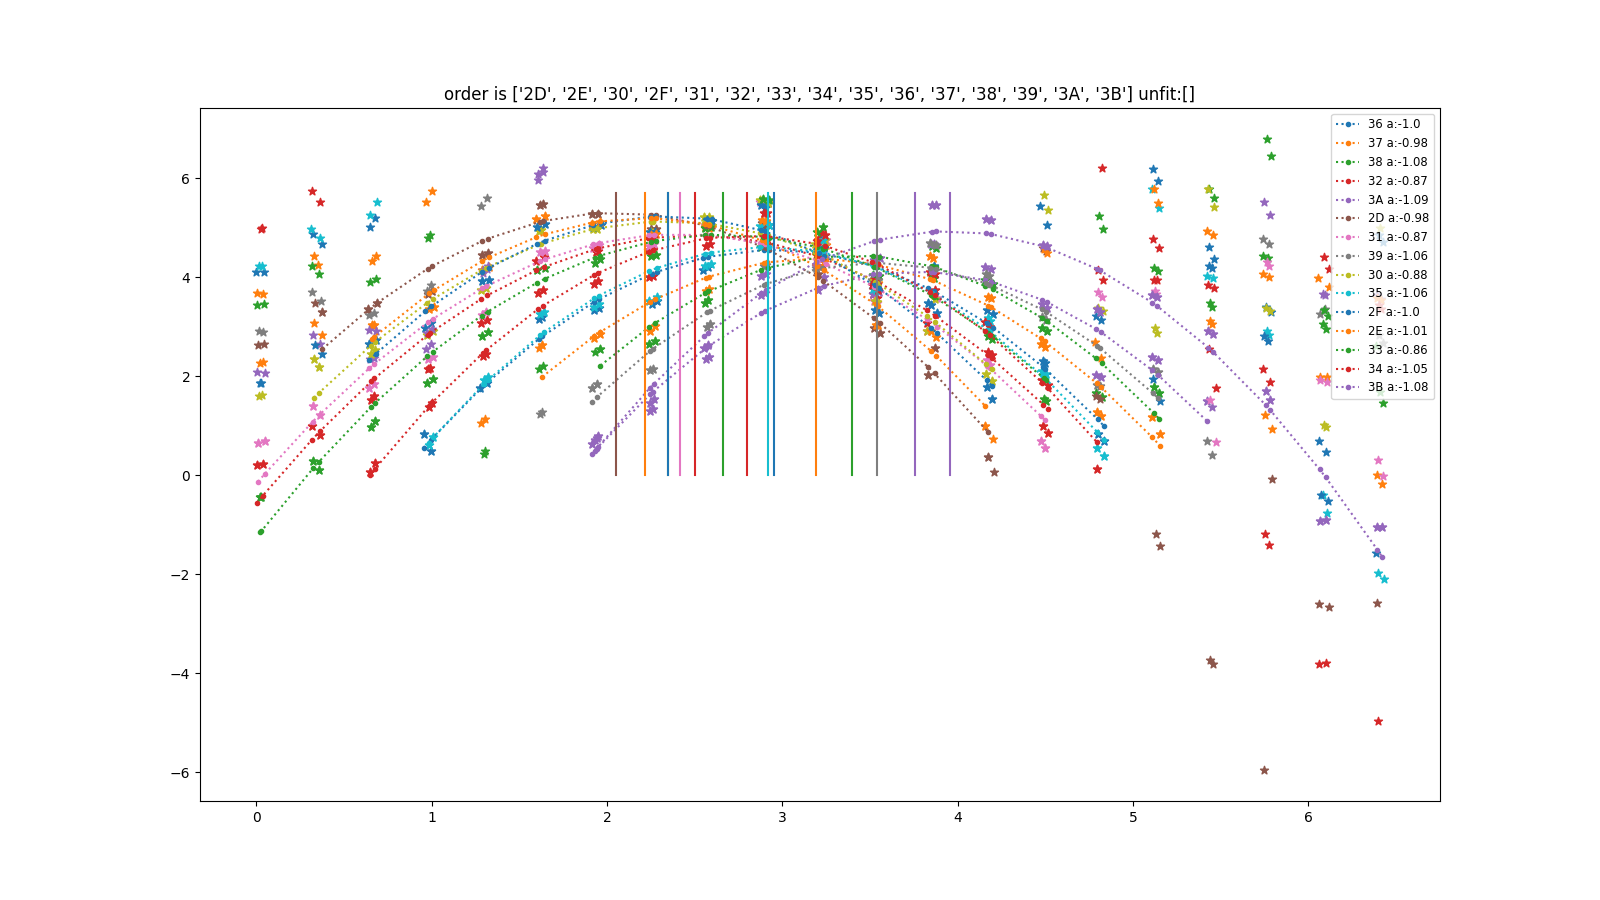 order is ['2D', '2E', '30', '2F', '31', '32', '33', '34', '35', '36', '37', '38', '39', '3A', '3B'] unfit:[]
36 a:-1.0
37 a:-0.98
38 a:-1.08
32 a:-0.87
3A a:-1.09
2D a:-0.98
31 a:-0.87
39 a:-1.06
30 a:-0.88
35 a:-1.06
2F a:-1.0
2E a:-1.01
33 a:-0.86
34 a:-1.05
3B a:-1.08
6
4
2
0
−2
−4
−6
0 1 2 3 4 5 6